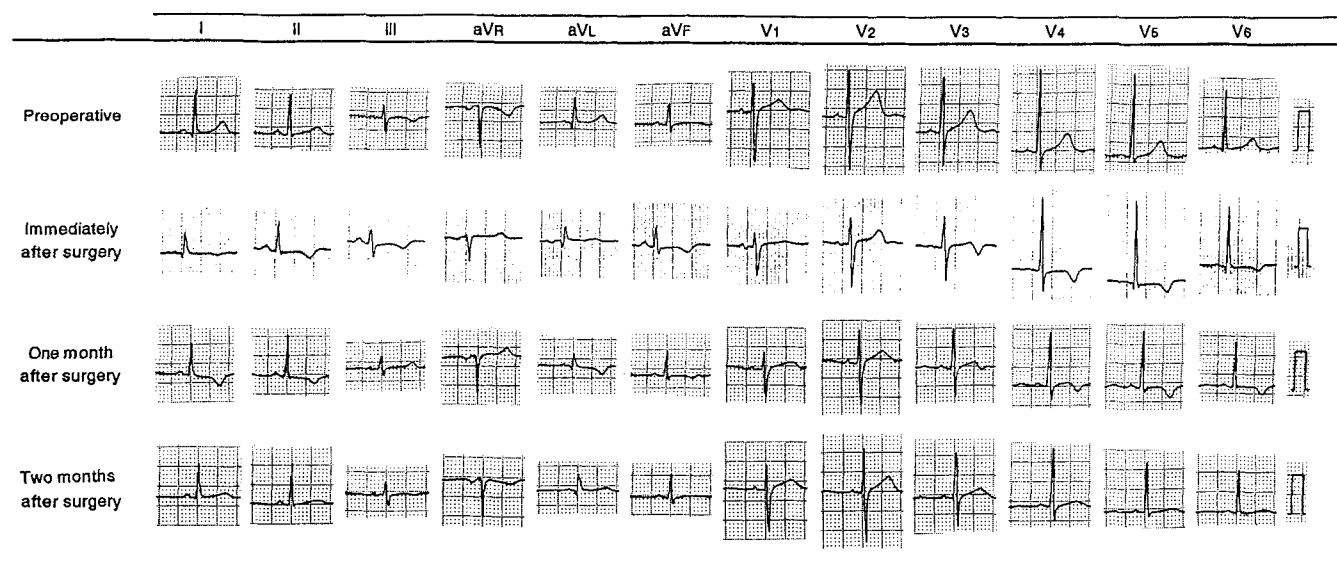 I II III aVR aVL aVF V1 V2 V3 V4 V5 V6
Preoperative
Immediately
after surgery
One month
after surgery
Two months
after surgery